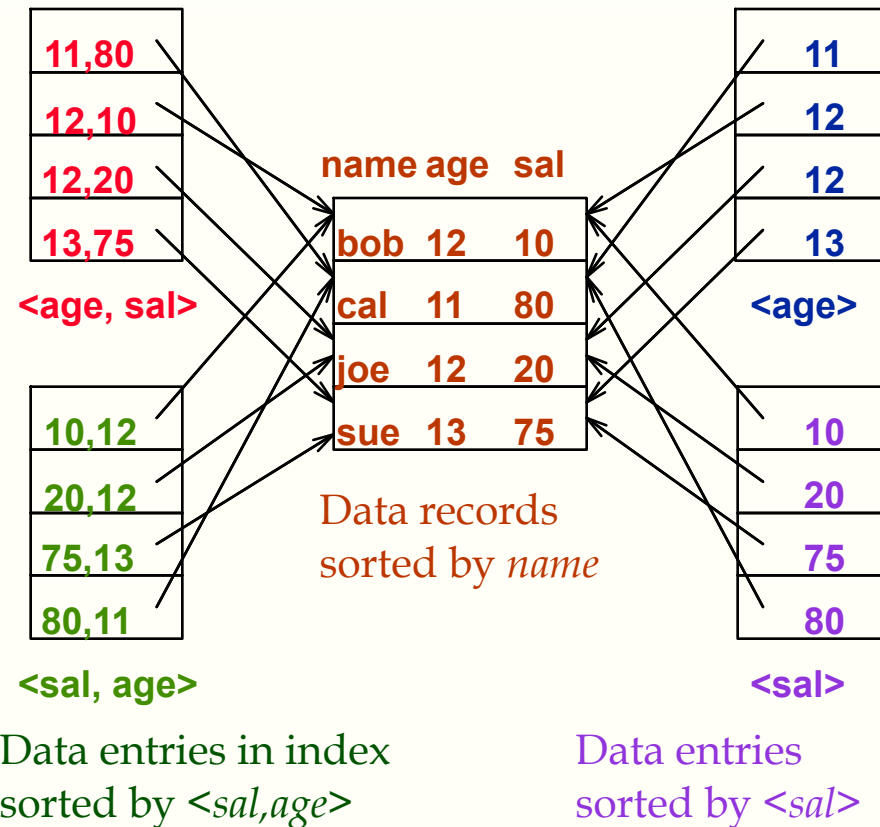 11,80
12,10
12,20
13,75
<age, sal>
10,12
20,12
75,13
80,11
<sal, age>
Data entries in index
sorted by <sal,age>
name age sal
bob 12 10
cal 11 80
joe 12 20
sue 13 75
Data records
sorted by name
11
12
12
13
<age>
10
20
75
80
<sal>
Data entries
sorted by <sal>